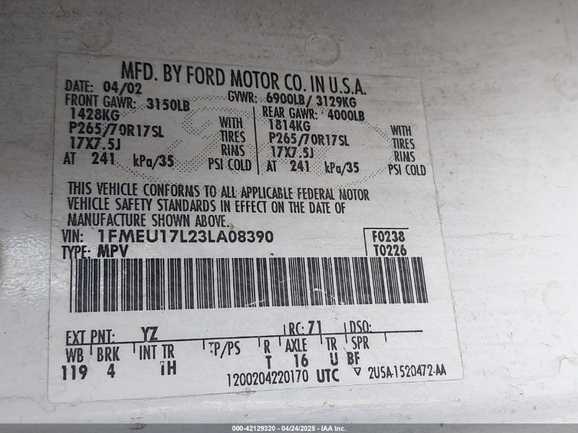 MFD. BY FORD MOTOR CO. IN U.S.A.
DATE: 04/02 GVWR: 6900LB/ 3129KG
FRONT GAWR: 3150LB REAR GAWR: 4000LB
1428KG WITH 1814KG WITH
P265/70R17SL TIRES P265/70R17SL TIRES
17X7.5J RIMS 17X7.5J RIMS
AT 241 kPa/35 PSI COLD AT 241 kPa/35 PSI COLD
THIS VEHICLE CONFORMS TO ALL APPLICABLE FEDERAL MOTOR
VEHICLE SAFETY STANDARDS IN EFFECT ON THE DATE OF
MANUFACTURE SHOWN ABOVE.
VIN: 1FMEU17L23LA08390 F0238
TYPE: MPV T0226
EXT PNT: YZ RC: 71 DSO:
WB BRK INT TR TP/PS R AXLE TR SPR
119 4 1H T 16 U BF
1200204220170 UTC 2U5A-1520472-AA
000-42129320 - 04/24/2025 - IAA Inc.